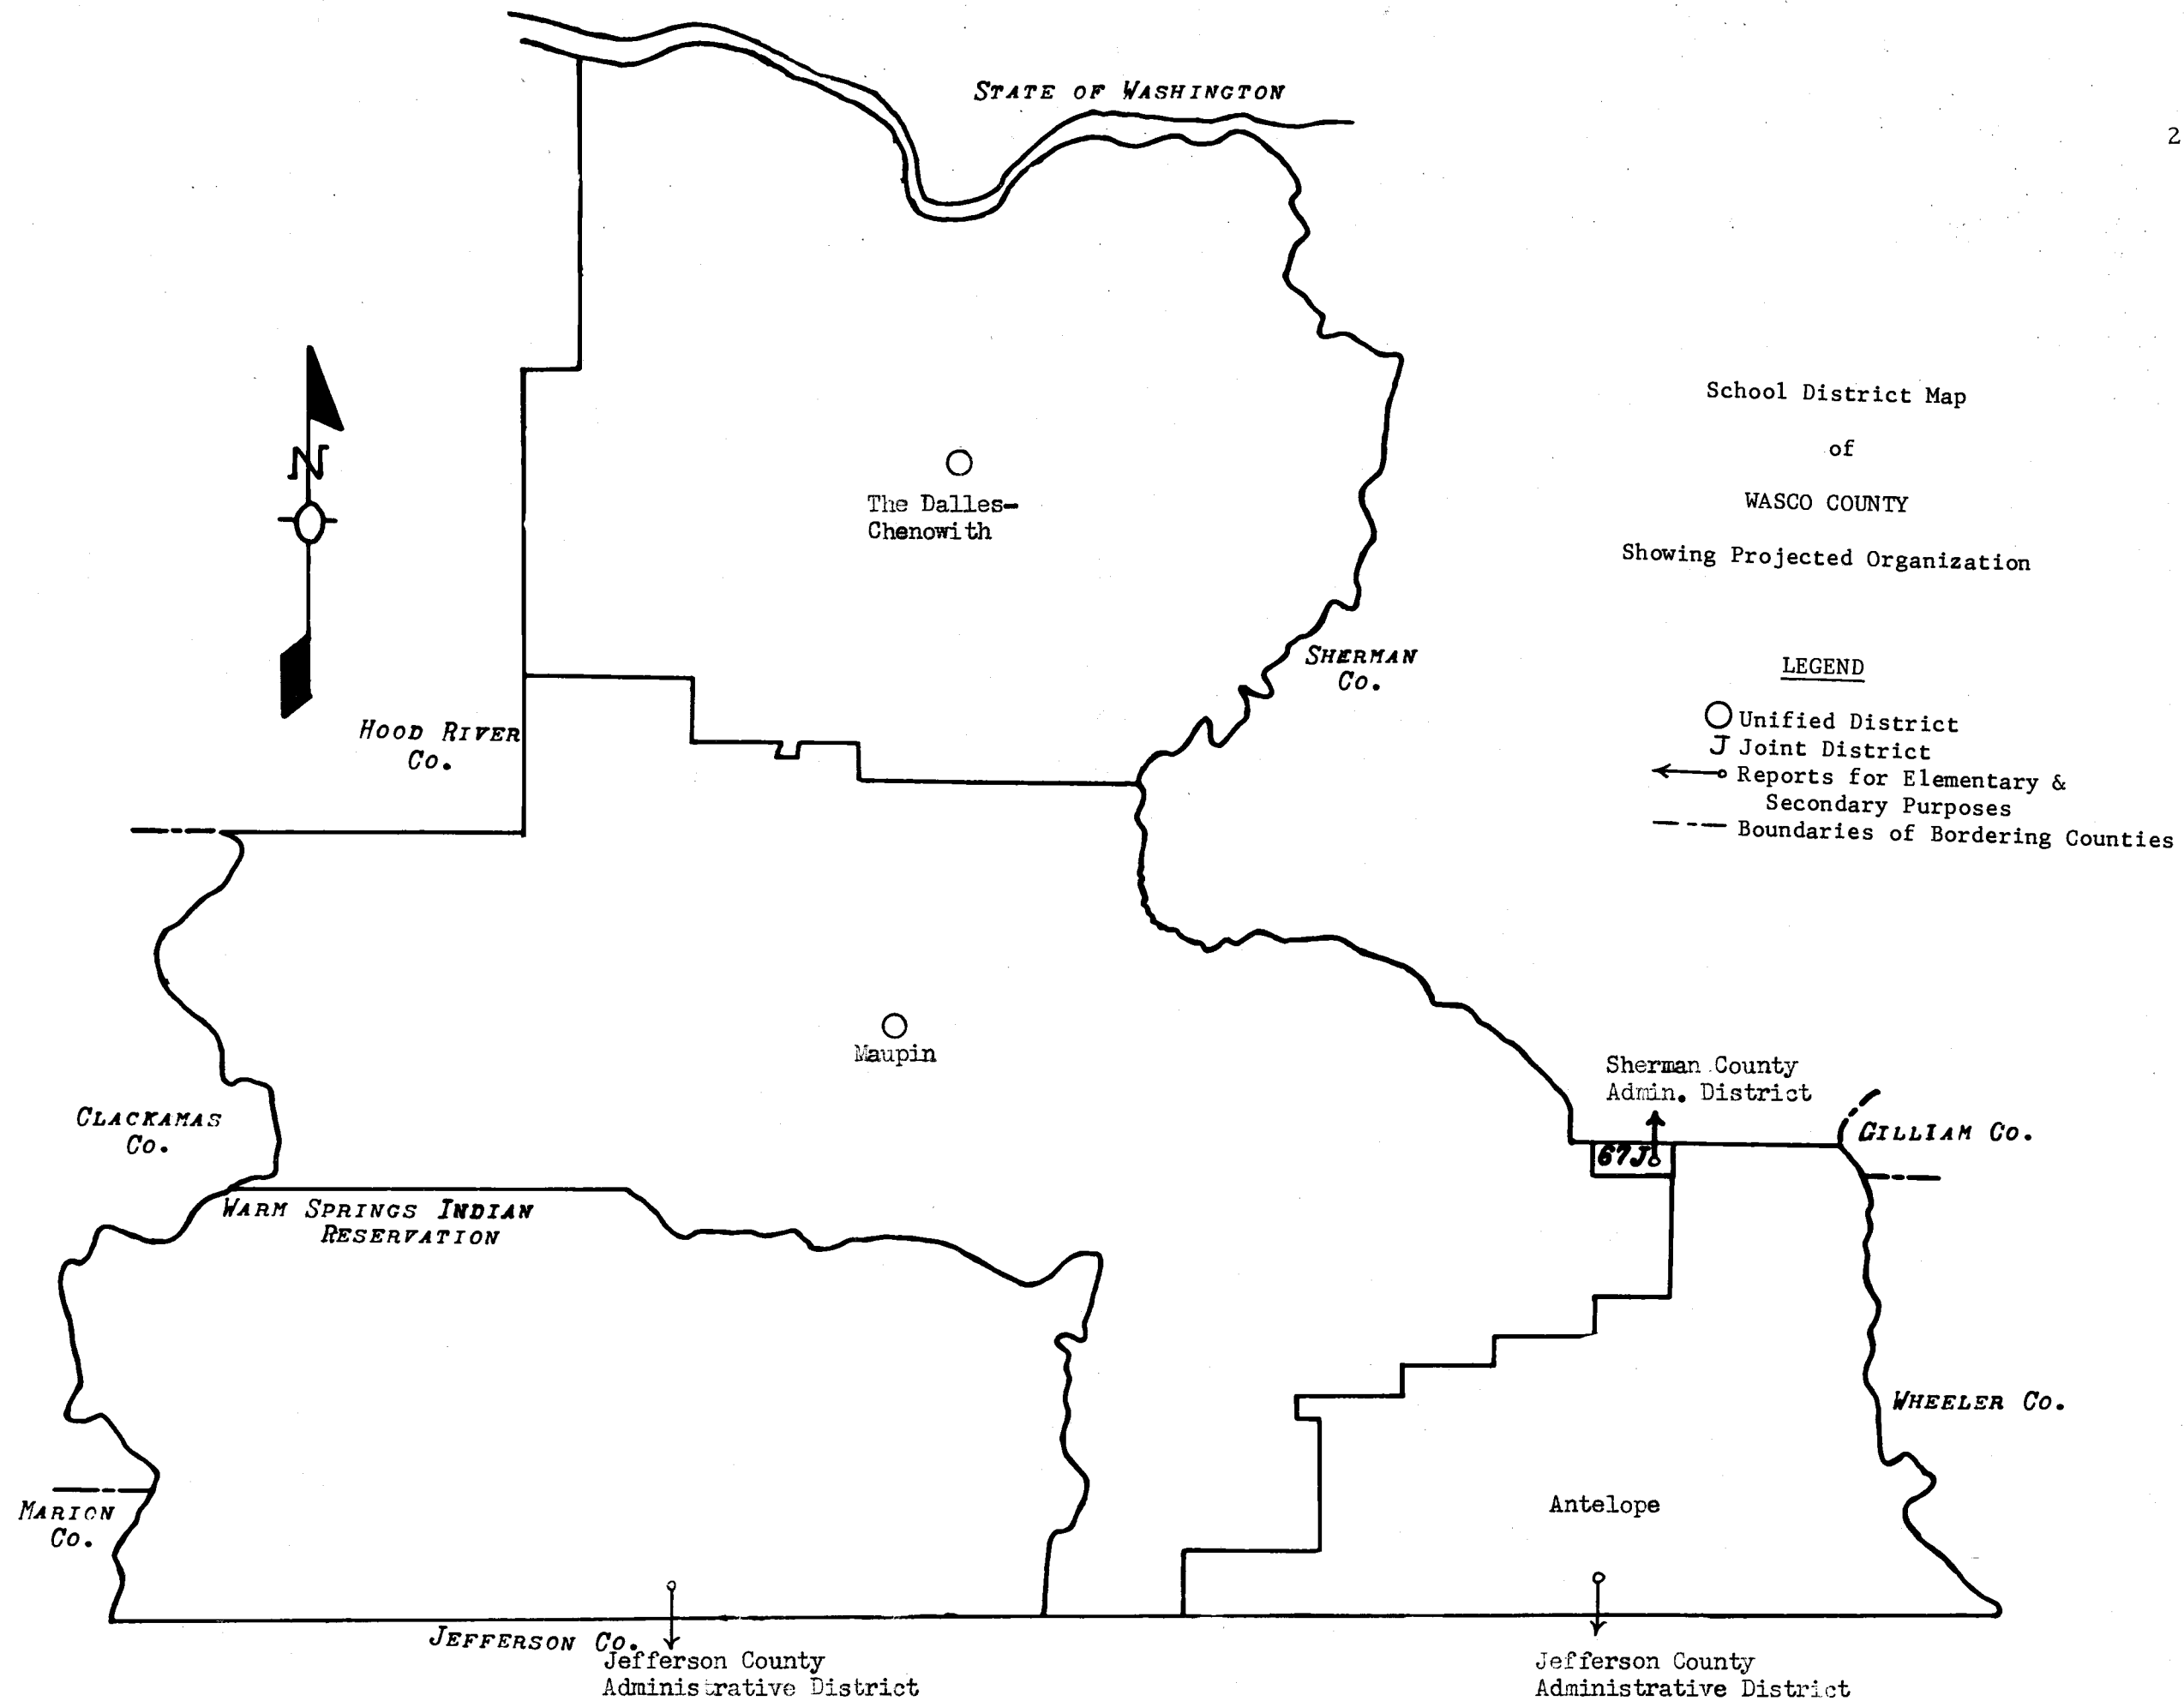 STATE OF WASHINGTON
2
School District Map
of
WASCO COUNTY
Showing Projected Organization
N
The Dalles-
Chenowith
SHERMAN
CO.
LEGEND
Unified District
J Joint District
Reports for Elementary &
Secondary Purposes
Boundaries of Bordering Counties
HOOD RIVER
CO.
Maupin
Sherman County
Admin. District
CLACKAMAS
CO.
GILLIAM CO.
67J
WARM SPRINGS INDIAN
RESERVATION
WHEELER CO.
MARION
CO.
Antelope
JEFFERSON CO.
Jefferson County
Administrative District
Jefferson County
Administrative District